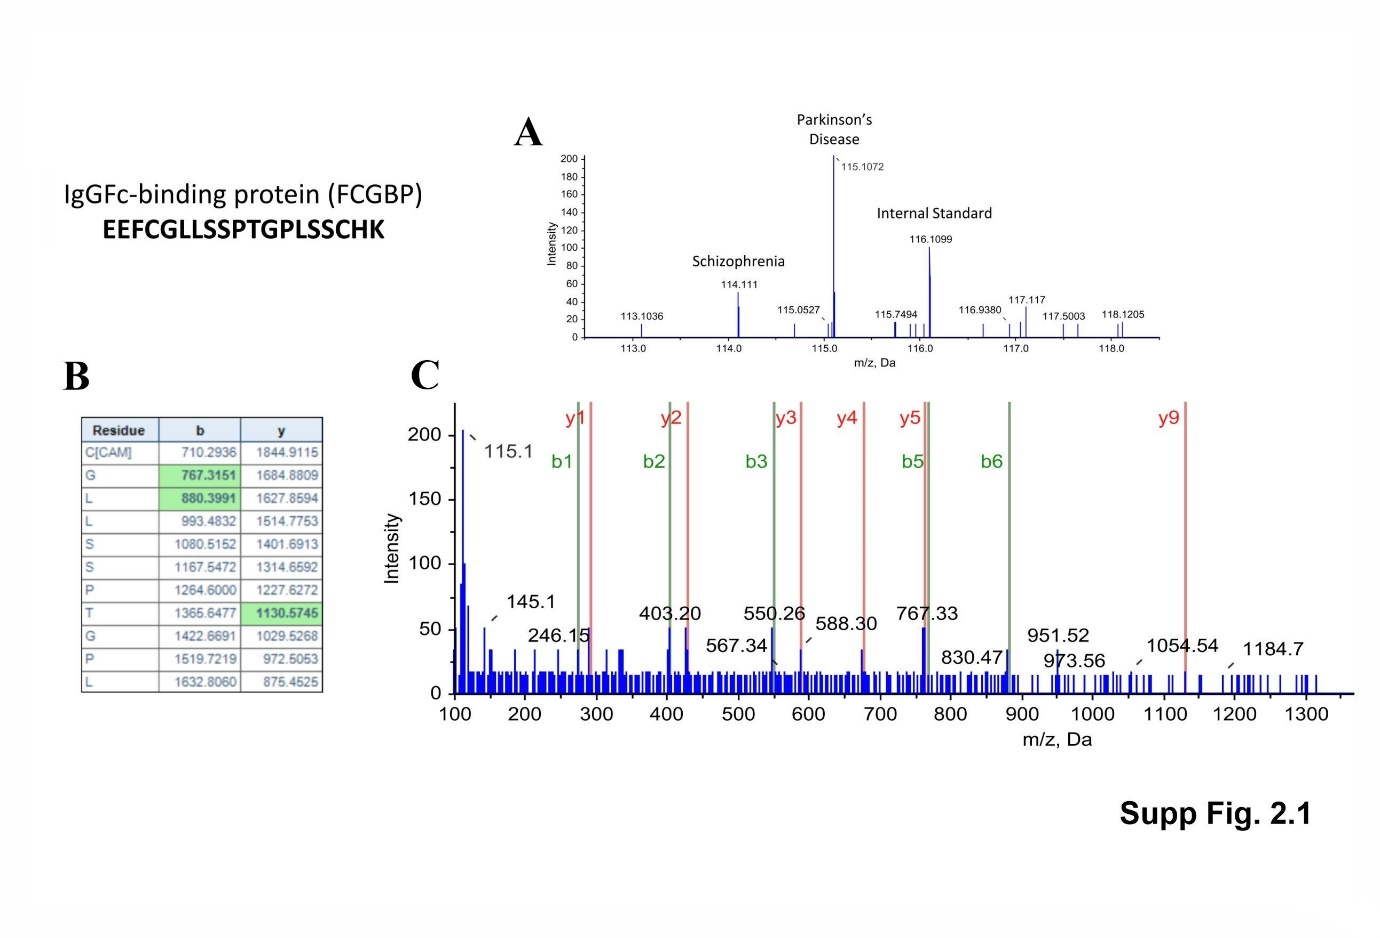 A
Parkinson's
Disease
115.1072
IgGFc-binding protein (FCGBP)
EEFCGLLSSPTGPLSSCHK
Internal Standard
116.1099
Schizophrenia
114.111
113.1036
115.0527
115.7494
116.9380
117.117
117.5003
118.1205
Intensity
200
180
160
140
120
100
80
60
40
20
0
113.0 114.0 115.0 116.0 117.0 118.0
m/z, Da
B
Residue b y
C[CAM] 710.2936 1844.9115
G 767.3151 1684.8809
L 880.3991 1627.8594
L 993.4832 1514.7753
S 1080.5152 1401.6913
S 1167.5472 1314.6592
P 1264.6000 1227.6272
T 1365.6477 1130.5745
G 1422.6691 1029.5268
P 1519.7219 972.5053
L 1632.8060 875.4525
C
y1 y2 y3 y4 y5 y9
b1 b2 b3 b5 b6
115.1
145.1
246.15
403.20
550.26
567.34
588.30
767.33
830.47
951.52
973.56
1054.54
1184.7
Intensity
200
150
100
50
0
100 200 300 400 500 600 700 800 900 1000 1100 1200 1300
m/z, Da
Supp Fig. 2.1